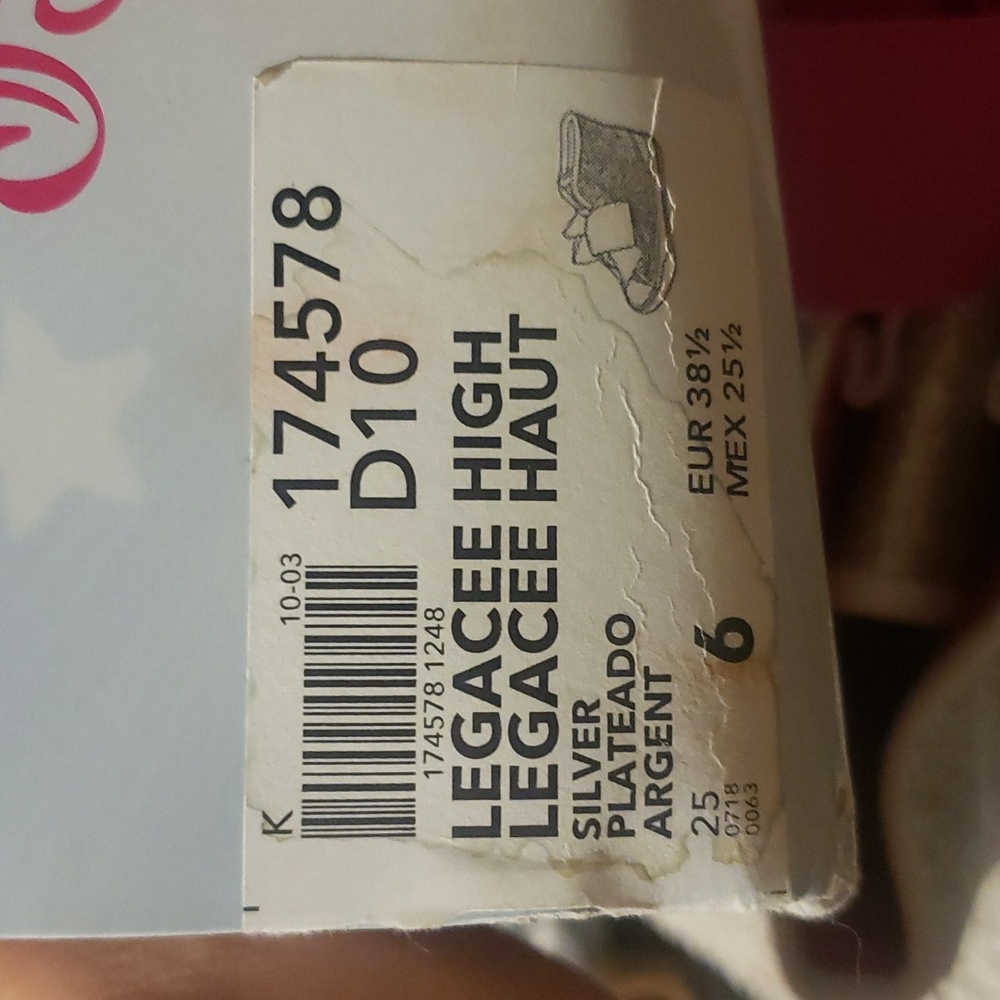 174578
D10
10-03
K
174578 1248
LEGACEE HIGH
LEGACEE HAUT
SILVER
PLATEADO
ARGENT
EUR 38½
MEX 25½
6
25
0718
0063